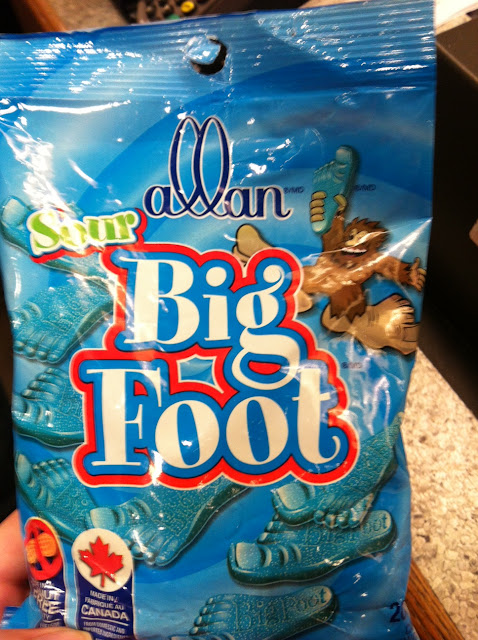 allan
Sour
Big
Foot
MADE IN /
FABRIQUÉ AU
CANADA